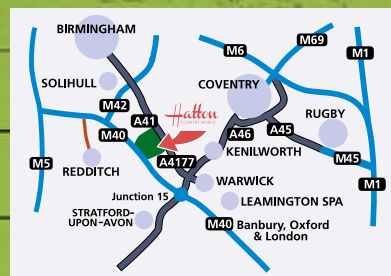 BIRMINGHAM
M69
M6
M1
SOLIHULL
COVENTRY
M42
A41
Hatton
COUNTRY WORLD
RUGBY
M40
A46
A45
M5
REDDITCH
A4177
KENILWORTH
M45
Junction 15
WARWICK
M1
LEAMINGTON SPA
STRATFORD-
UPON-AVON
M40 Banbury, Oxford
& London